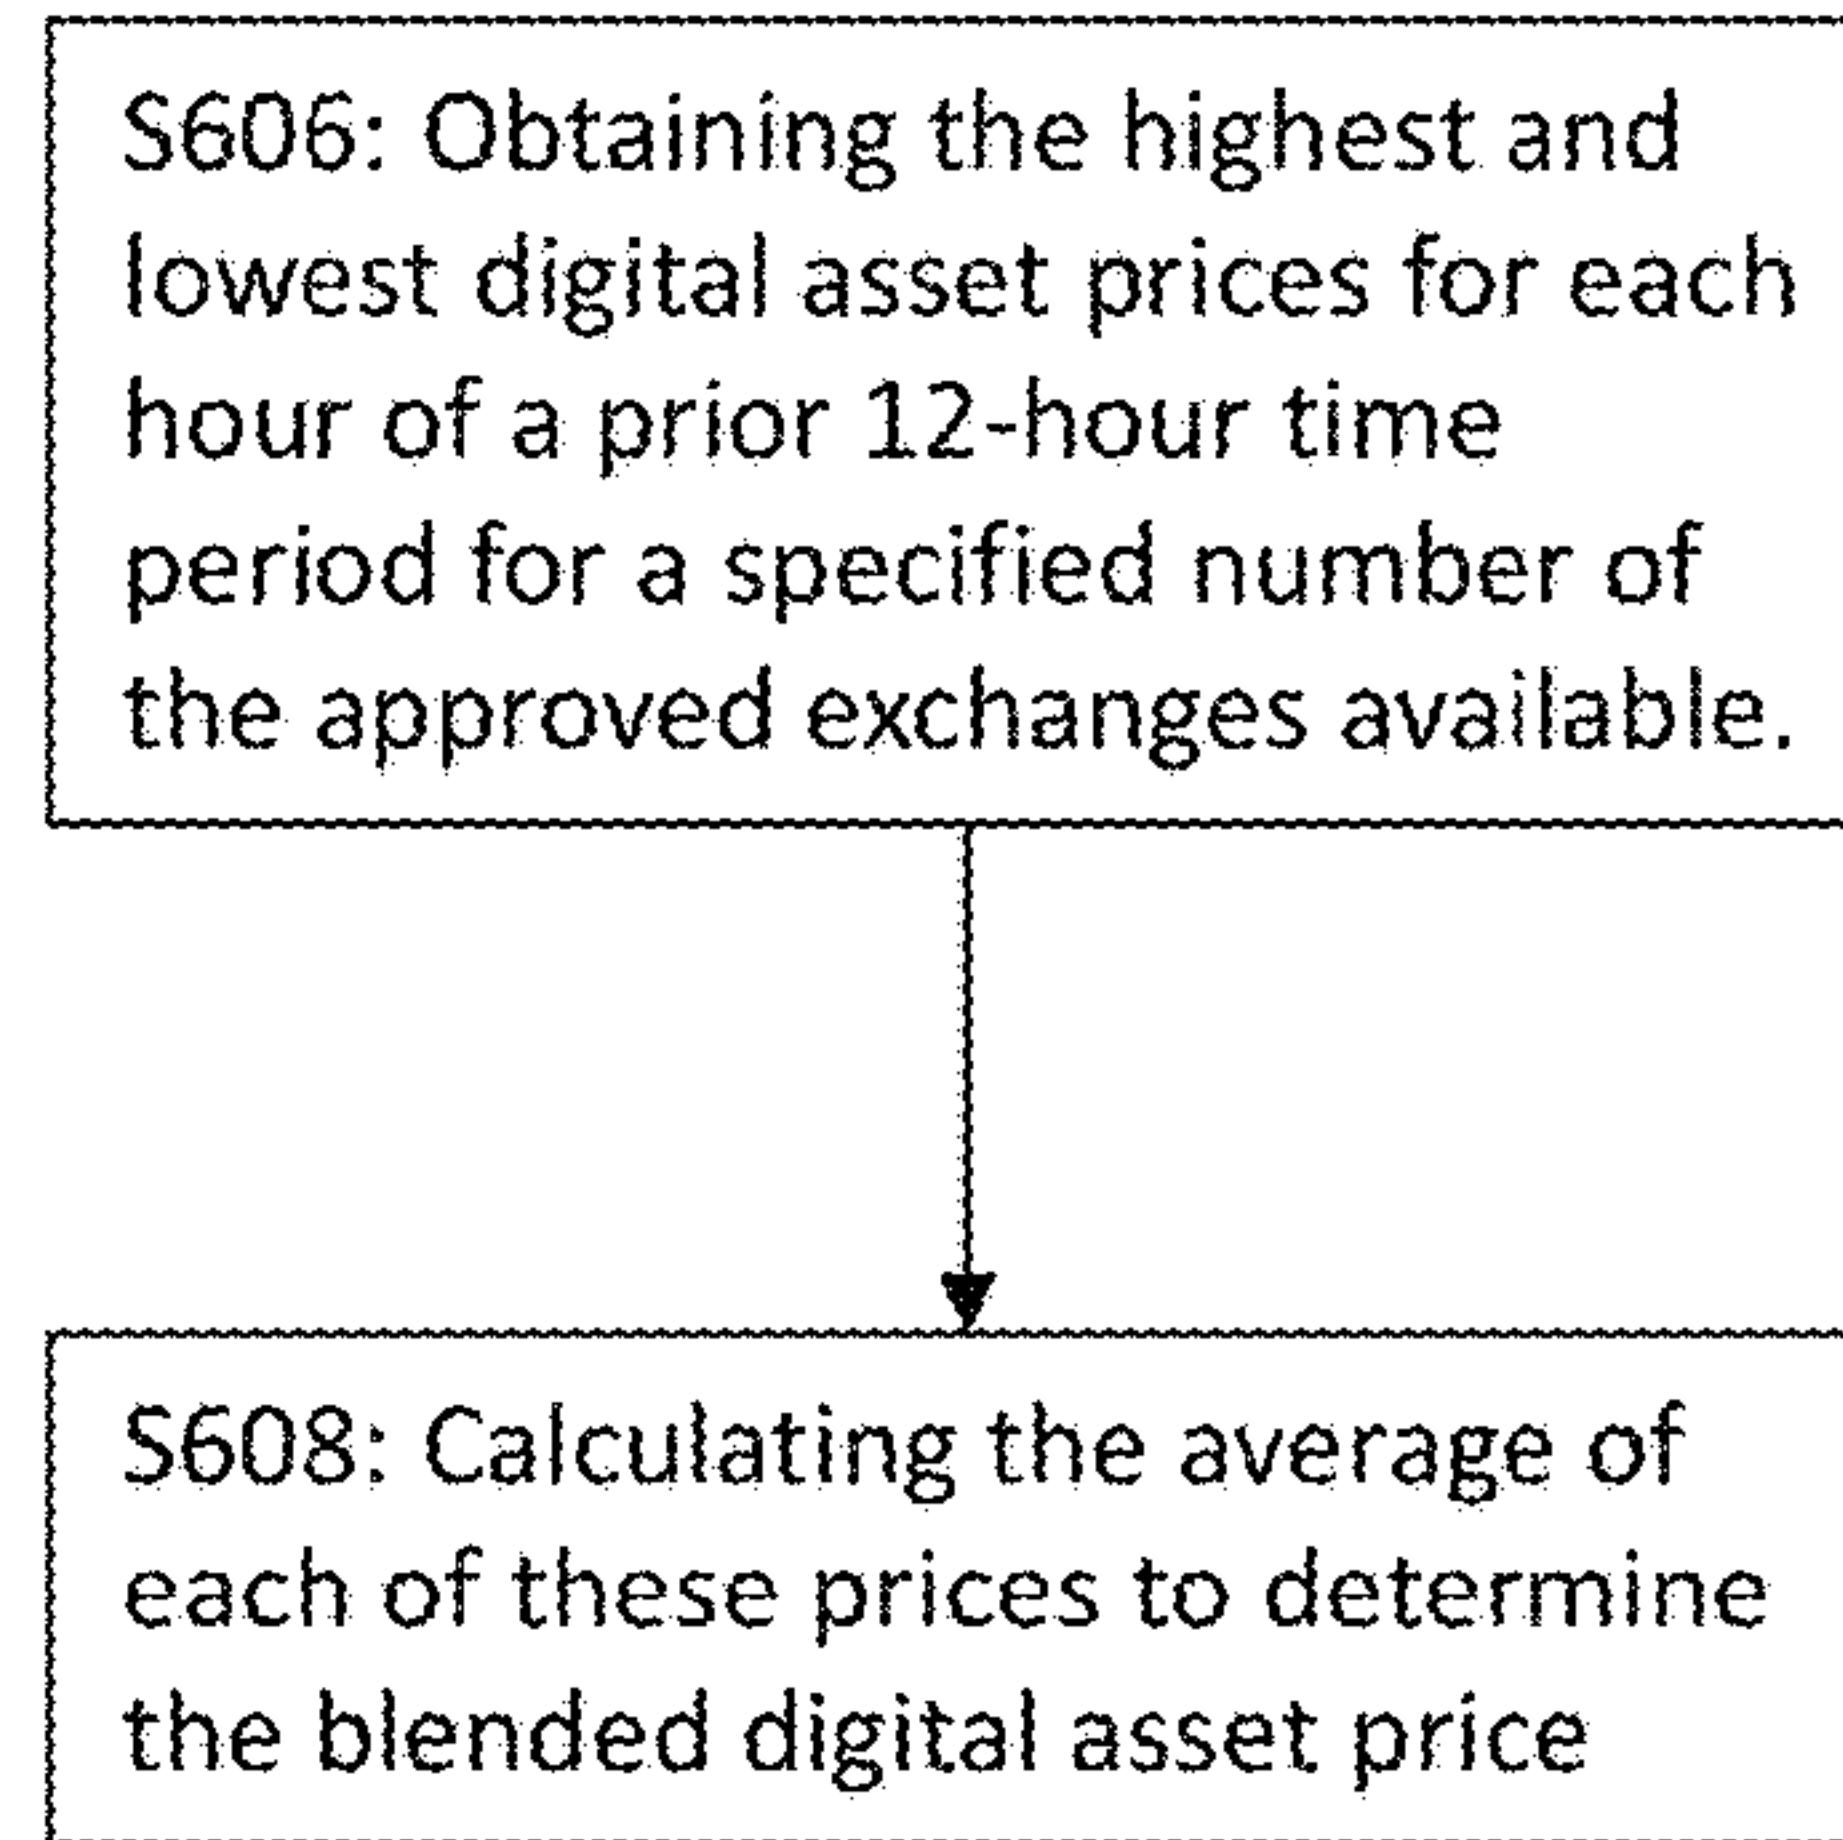 S606: Obtaining the highest and
lowest digital asset prices for each
hour of a prior 12-hour time
period for a specified number of
the approved exchanges available.
S608: Calculating the average of
each of these prices to determine
the blended digital asset price